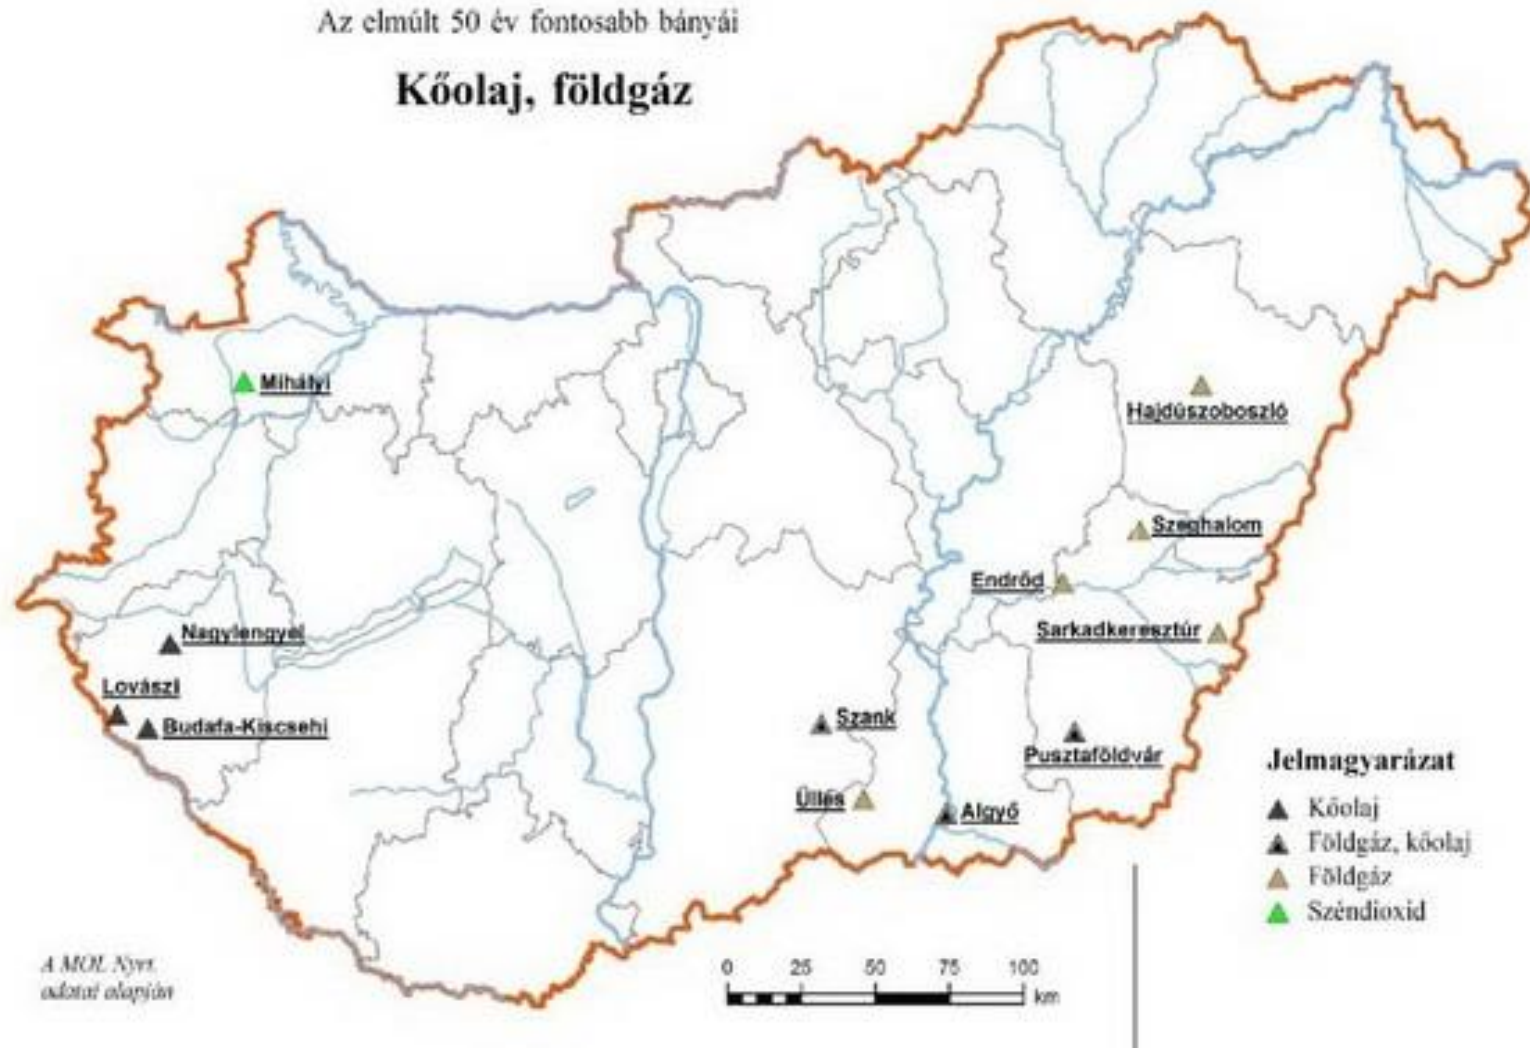 Az elmúlt 50 év fontosabb bányái
Kőolaj, földgáz
Mihályi
Hajdúszoboszló
Szeghalom
Endrőd
Sarkadkeresztúr
Nagylengyel
Lovászi
Budafa-Kiscsehi
Szank
Pusztaföldvár
Üllés
Algyő
Jelmagyarázat
Kőolaj
Földgáz, kőolaj
Földgáz
Széndioxid
A MOL Nyrt.
adatai alapján
0 25 50 75 100
km